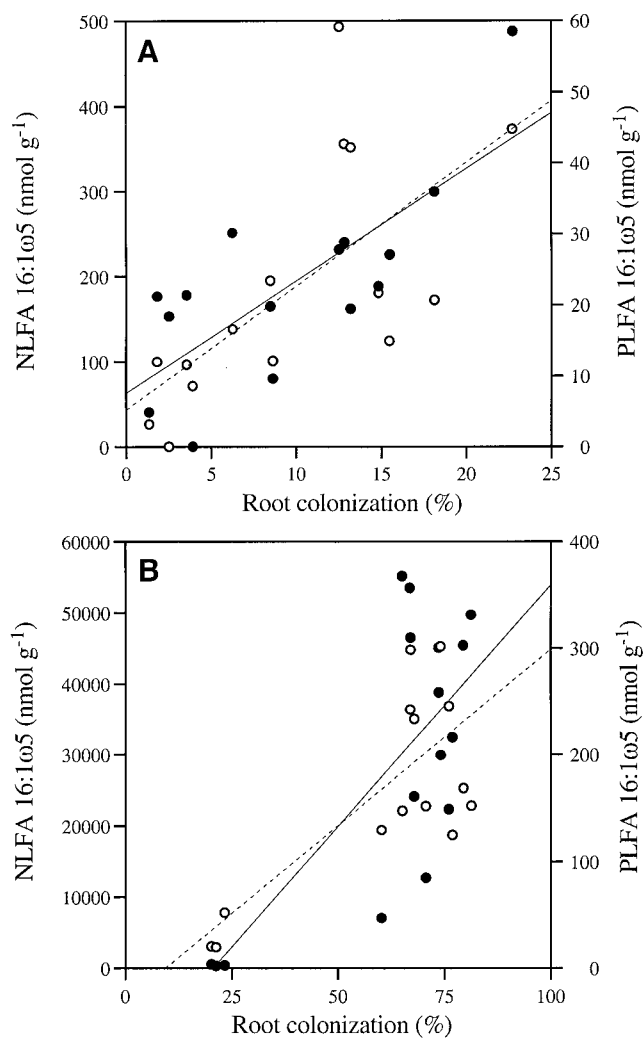 A
500
400
300
200
100
0
NLFA 16:1ω5 (nmol g⁻¹)
60
50
40
30
20
10
0
PLFA 16:1ω5 (nmol g⁻¹)
0 5 10 15 20 25
Root colonization (%)
B
60000
50000
40000
30000
20000
10000
0
NLFA 16:1ω5 (nmol g⁻¹)
400
300
200
100
0
PLFA 16:1ω5 (nmol g⁻¹)
0 25 50 75 100
Root colonization (%)